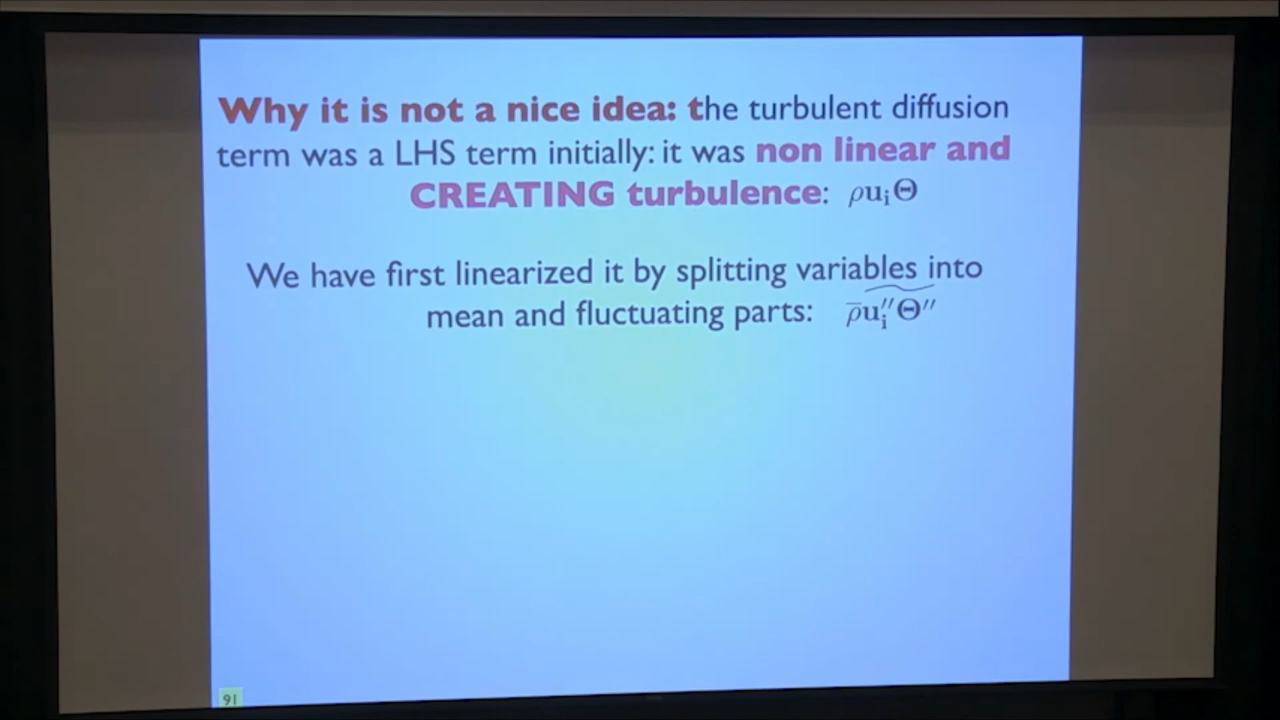 Why it is not a nice idea: the turbulent diffusion
term was a LHS term initially: it was non linear and
CREATING turbulence: ρuᵢΘ
We have first linearized it by splitting variables into
mean and fluctuating parts: ρ̅u͠ᵢ″Θ″
91